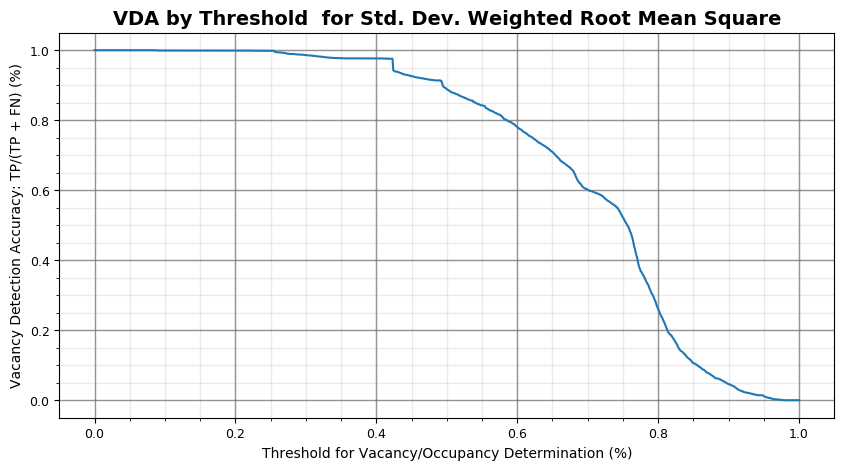 VDA by Threshold  for Std. Dev. Weighted Root Mean Square
Vacancy Detection Accuracy: TP/(TP + FN) (%)
1.0
0.8
0.6
0.4
0.2
0.0
0.0 0.2 0.4 0.6 0.8 1.0
Threshold for Vacancy/Occupancy Determination (%)